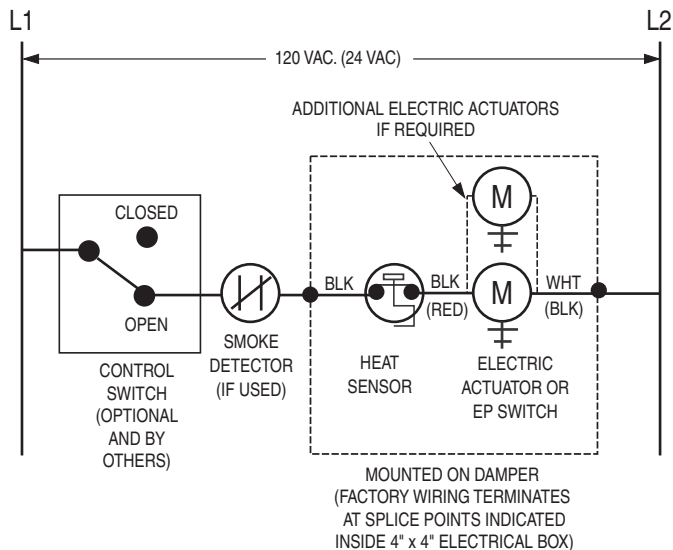 L1
L2
120 VAC. (24 VAC)
ADDITIONAL ELECTRIC ACTUATORS
IF REQUIRED
M
CLOSED
OPEN
BLK
BLK
(RED)
M
WHT
(BLK)
SMOKE
DETECTOR
(IF USED)
HEAT
SENSOR
ELECTRIC
ACTUATOR OR
EP SWITCH
CONTROL
SWITCH
(OPTIONAL
AND BY
OTHERS)
MOUNTED ON DAMPER
(FACTORY WIRING TERMINATES
AT SPLICE POINTS INDICATED
INSIDE 4" x 4" ELECTRICAL BOX)